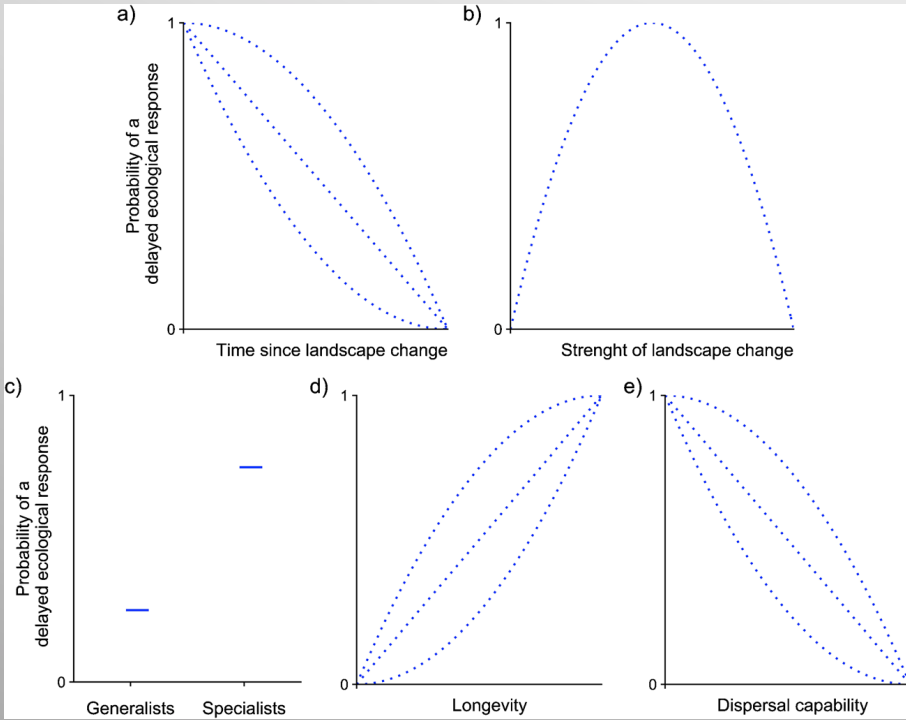 a)
1
Probability of a
delayed ecological response
0
Time since landscape change
b)
1
0
Strenght of landscape change
c)
1
Probability of a
delayed ecological response
0
Generalists Specialists
d)
1
0
Longevity
e)
1
0
Dispersal capability